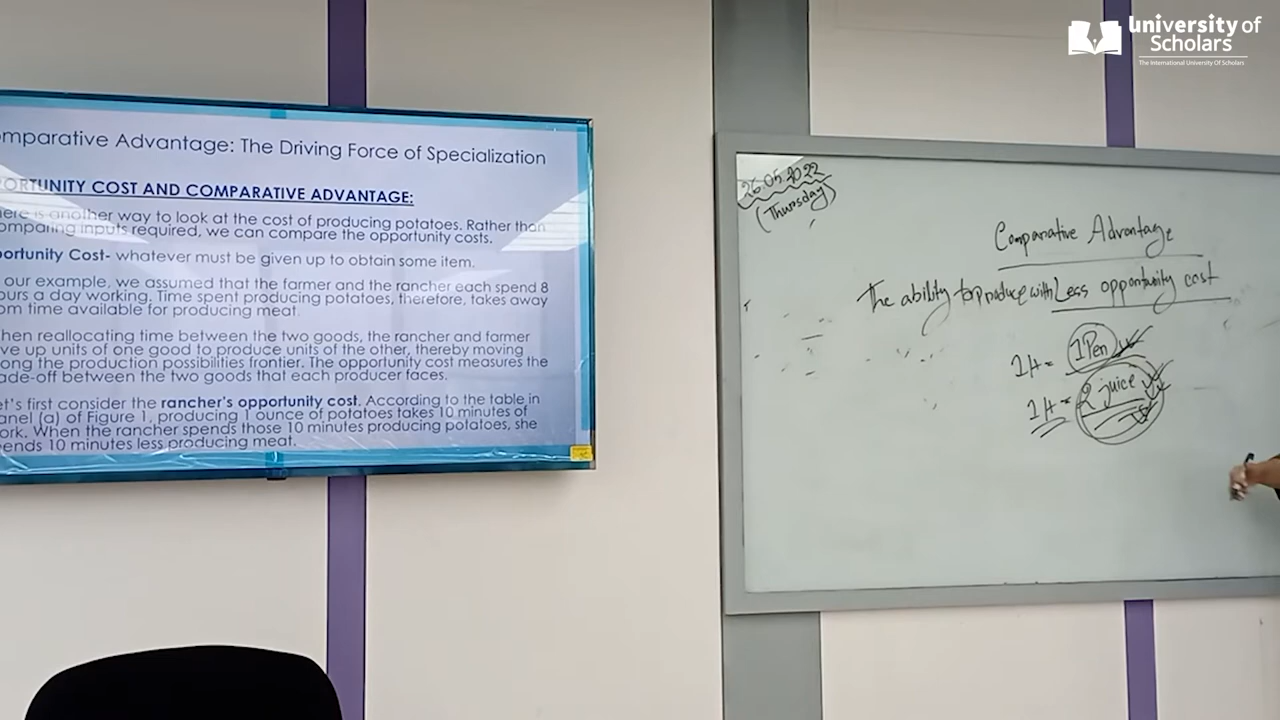 university of
Scholars
The International University Of Scholars
omparative Advantage: The Driving Force of Specialization
PORTUNITY COST AND COMPARATIVE ADVANTAGE:
ere is another way to look at the cost of producing potatoes. Rather than
omparing inputs required, we can compare the opportunity costs.
portunity Cost- whatever must be given up to obtain some item.
our example, we assumed that the farmer and the rancher each spend 8
ours a day working. Time spent producing potatoes, therefore, takes away
om time available for producing meat.
hen reallocating time between the two goods, the rancher and farmer
ve up units of one good to produce units of the other, thereby moving
ong the production possibilities frontier. The opportunity cost measures the
ade-off between the two goods that each producer faces.
et's first consider the rancher's opportunity cost. According to the table in
anel (a) of Figure 1, producing 1 ounce of potatoes takes 10 minutes of
ork. When the rancher spends those 10 minutes producing potatoes, she
ends 10 minutes less producing meat.
26.05.2022
(Thursday)
Comparative Advantage
The ability to produce with Less opportunity cost
1H = 1 Pen
1H = 2 juice